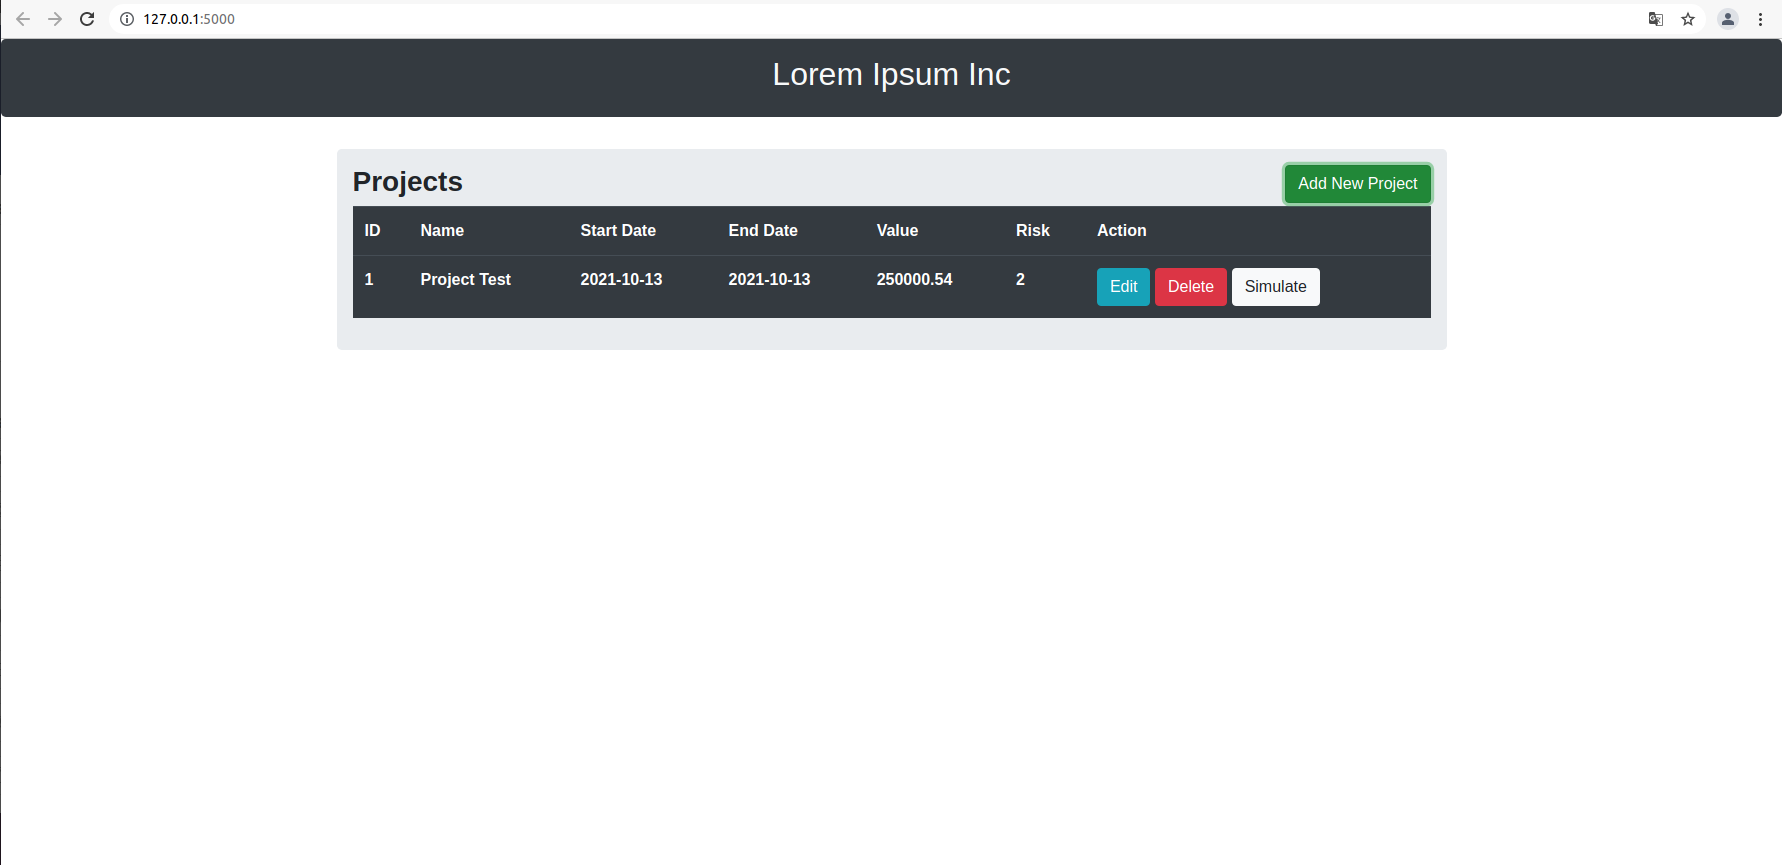 127.0.0.1:5000
Lorem Ipsum Inc
Projects
Add New Project
ID Name Start Date End Date Value Risk Action
1 Project Test 2021-10-13 2021-10-13 250000.54 2 Edit Delete Simulate